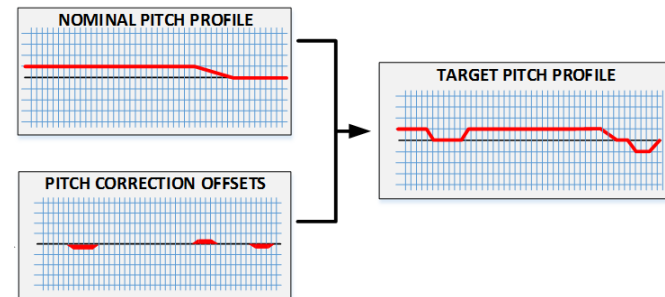 NOMINAL PITCH PROFILE
TARGET PITCH PROFILE
PITCH CORRECTION OFFSETS